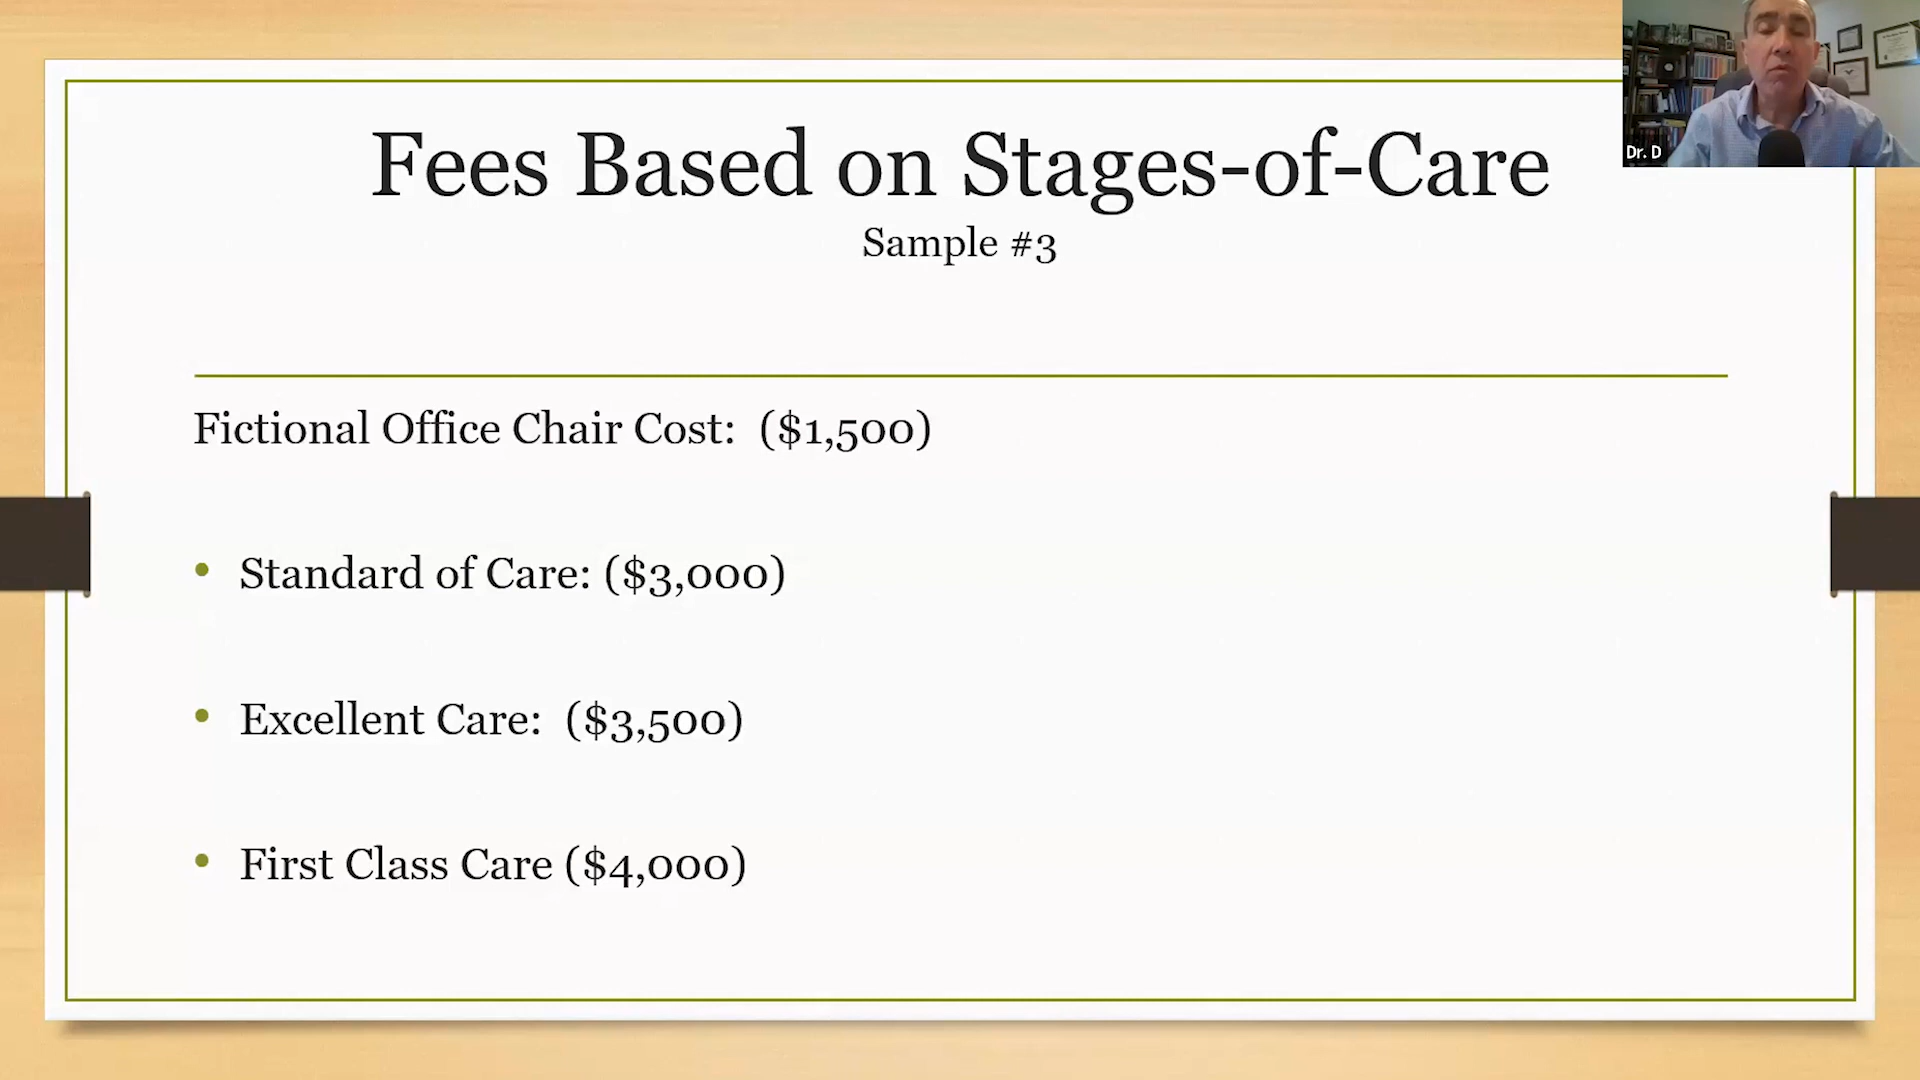 Fees Based on Stages-of-Care
Sample #3
Dr. D
Fictional Office Chair Cost: ($1,500)
• Standard of Care: ($3,000)
• Excellent Care: ($3,500)
• First Class Care ($4,000)